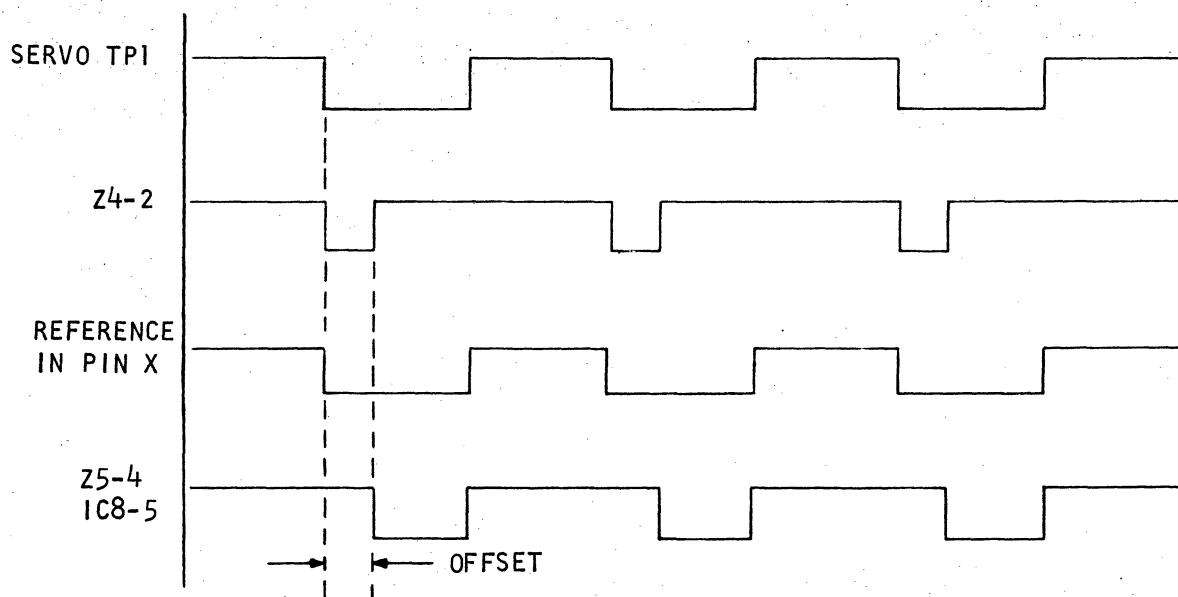 SERVO TP1
Z4-2
REFERENCE
IN PIN X
Z5-4
IC8-5
OFFSET